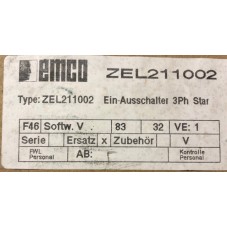 emco ZEL211002
Type: ZEL211002 Ein-Ausschalter 3Ph Star
F46 Softw. V . . 83 32 VE: 1
Serie Ersatz x Zubehör V
FWL Personal AB: Kontrolle Personal